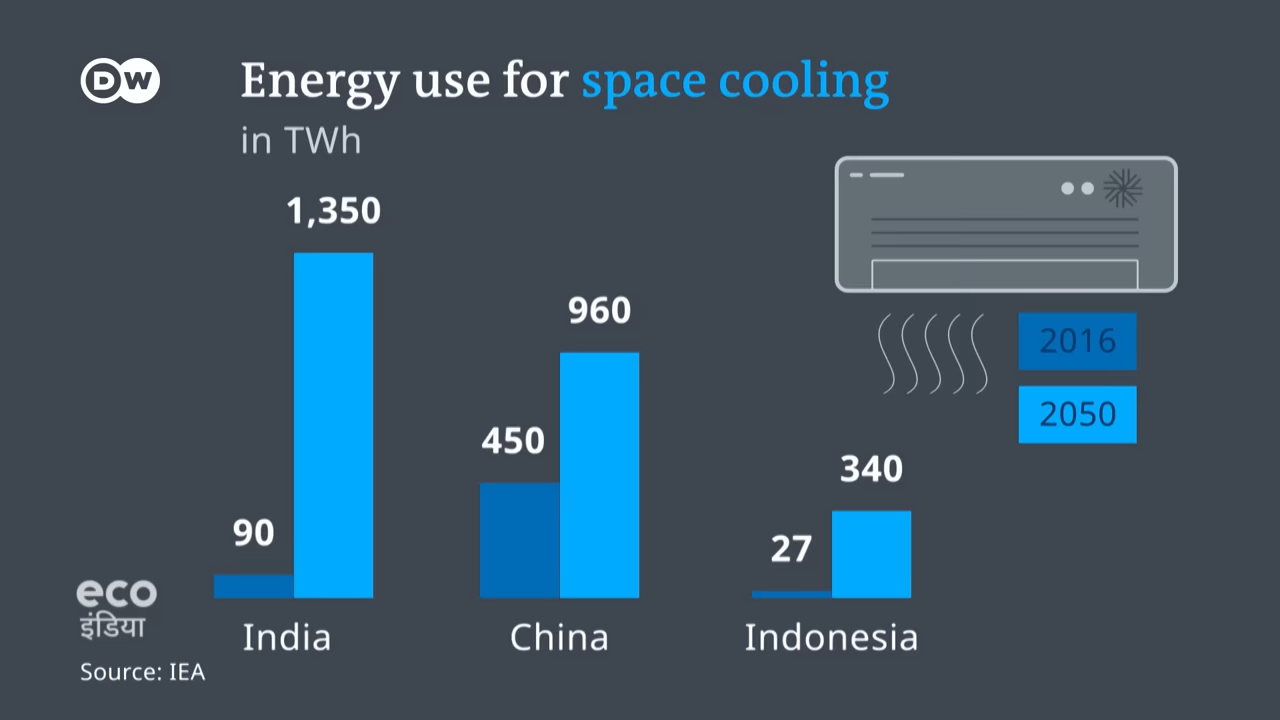 DW
Energy use for space cooling
in TWh
1,350
960
2016
450
2050
340
90
27
eco
इंडिया
India
China
Indonesia
Source: IEA